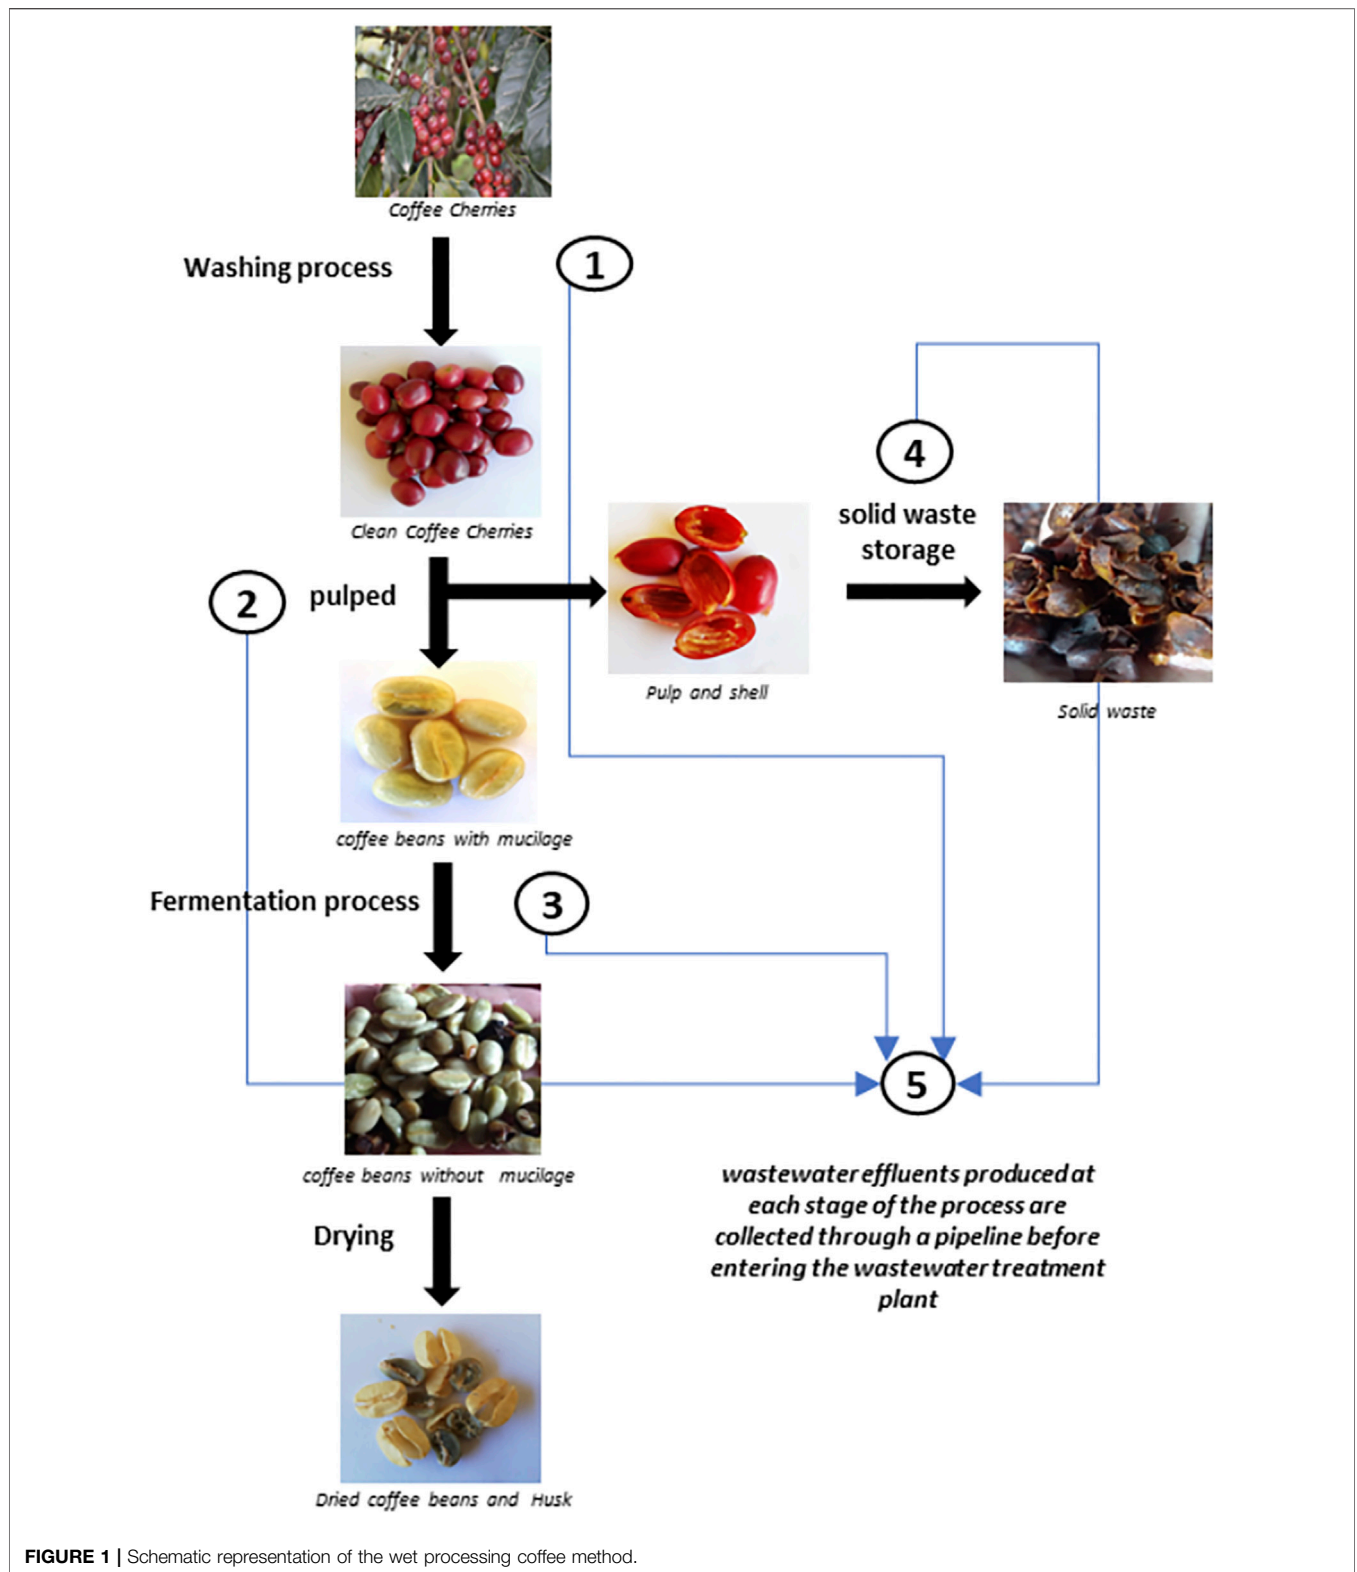 Coffee Cherries
Washing process
1
Clean Coffee Cherries
4
solid waste
storage
2
pulped
Pulp and shell
Solid waste
coffee beans with mucilage
Fermentation process
3
5
coffee beans without mucilage
wastewater effluents produced at
each stage of the process are
collected through a pipeline before
entering the wastewater treatment
plant
Drying
Dried coffee beans and Husk
FIGURE 1 | Schematic representation of the wet processing coffee method.